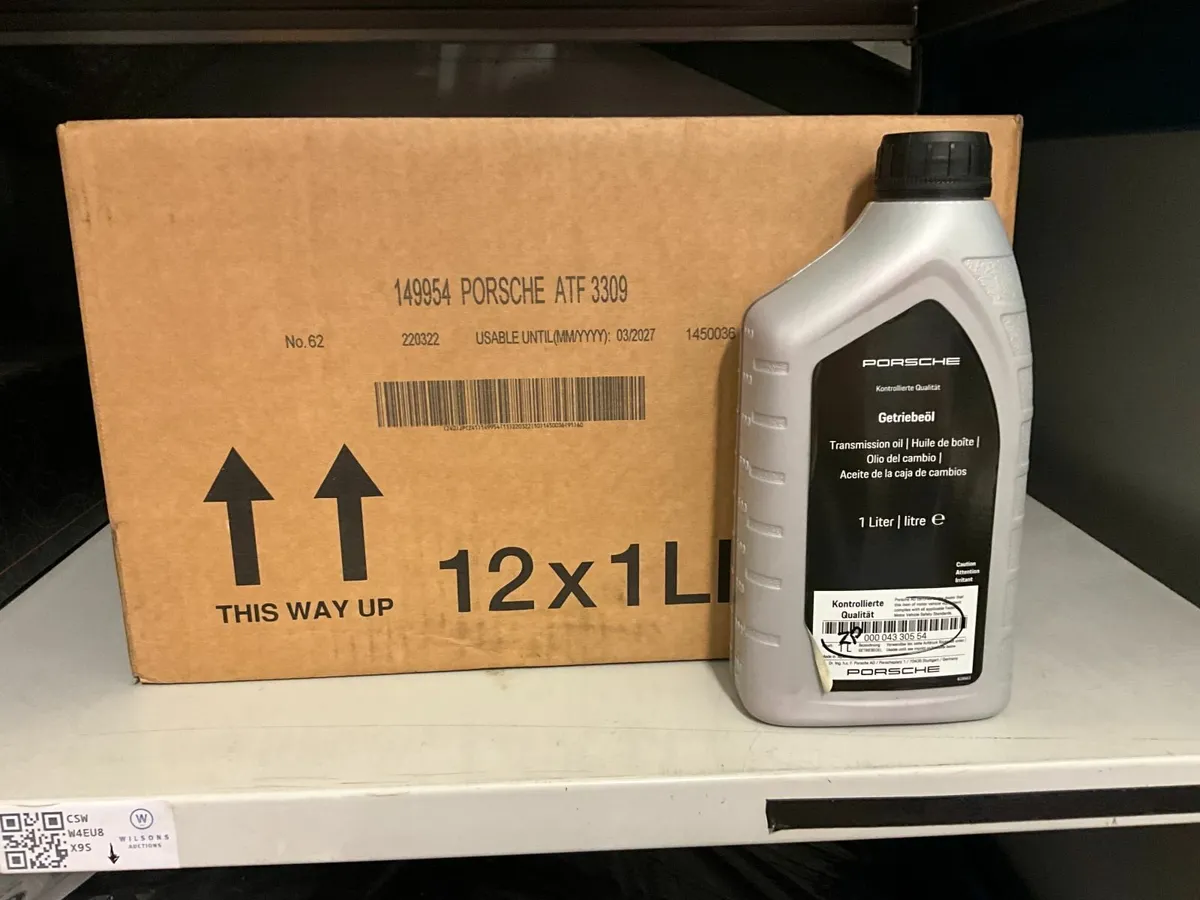 149954 PORSCHE ATF 3309
No.62 220322 USABLE UNTIL(MM/YYYY): 03/2027 1450036
THIS WAY UP
12x1LI
PORSCHE
Kontrollierte Qualität
Getriebeöl
Transmission oil | Huile de boîte |
Olio del cambio |
Aceite de la caja de cambios
1 Liter | litre e
Caution
Attention
Irritant
Kontrollierte
Qualität
ZP 000 043 305 54
1 L
PORSCHE
CSW
W4EU8
X9S
W
WILSONS
AUCTIONS